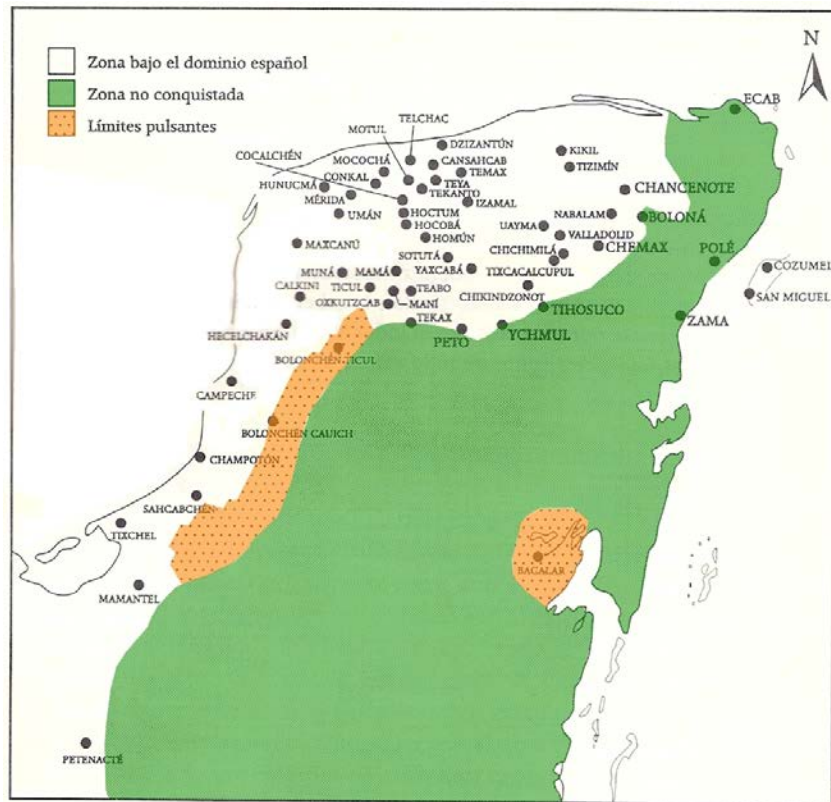 N
Zona bajo el dominio español
Zona no conquistada
Límites pulsantes
ECAB
TELCHAC
MOTUL
DZIZANTÚN
KIKIL
COCALCHÉN
MOCOCHÁ
CANSAHCAB
TIZIMÍN
CONKAL
TEMAX
HUNUCMÁ
TEYA
TEKANTO
CHANCENOTE
MÉRIDA
IZAMAL
UMÁN
HOCTUM
NABALAM
BOLONÁ
HOCOBÁ
UAYMA
VALLADOLID
HOMÚN
CHEMAX
MAXCANÚ
CHICHIMILÁ
SOTUTÁ
POLÉ
COZUMEL
MUNÁ
MAMÁ
YAXCABÁ
TIXCACALCUPUL
CALKINI
TICUL
TEABO
CHIKINDZONOT
SAN MIGUEL
OXKUTZCAB
MANÍ
TIHOSUCO
TEKAX
ZAMA
HECELCHAKÁN
PETO
YCHMUL
BOLONCHÉN TICUL
CAMPECHE
BOLONCHÉN CAUICH
CHAMPOTÓN
SAHCABCHÉN
TIXCHEL
BACALAR
MAMANTEL
PETENACTÉ